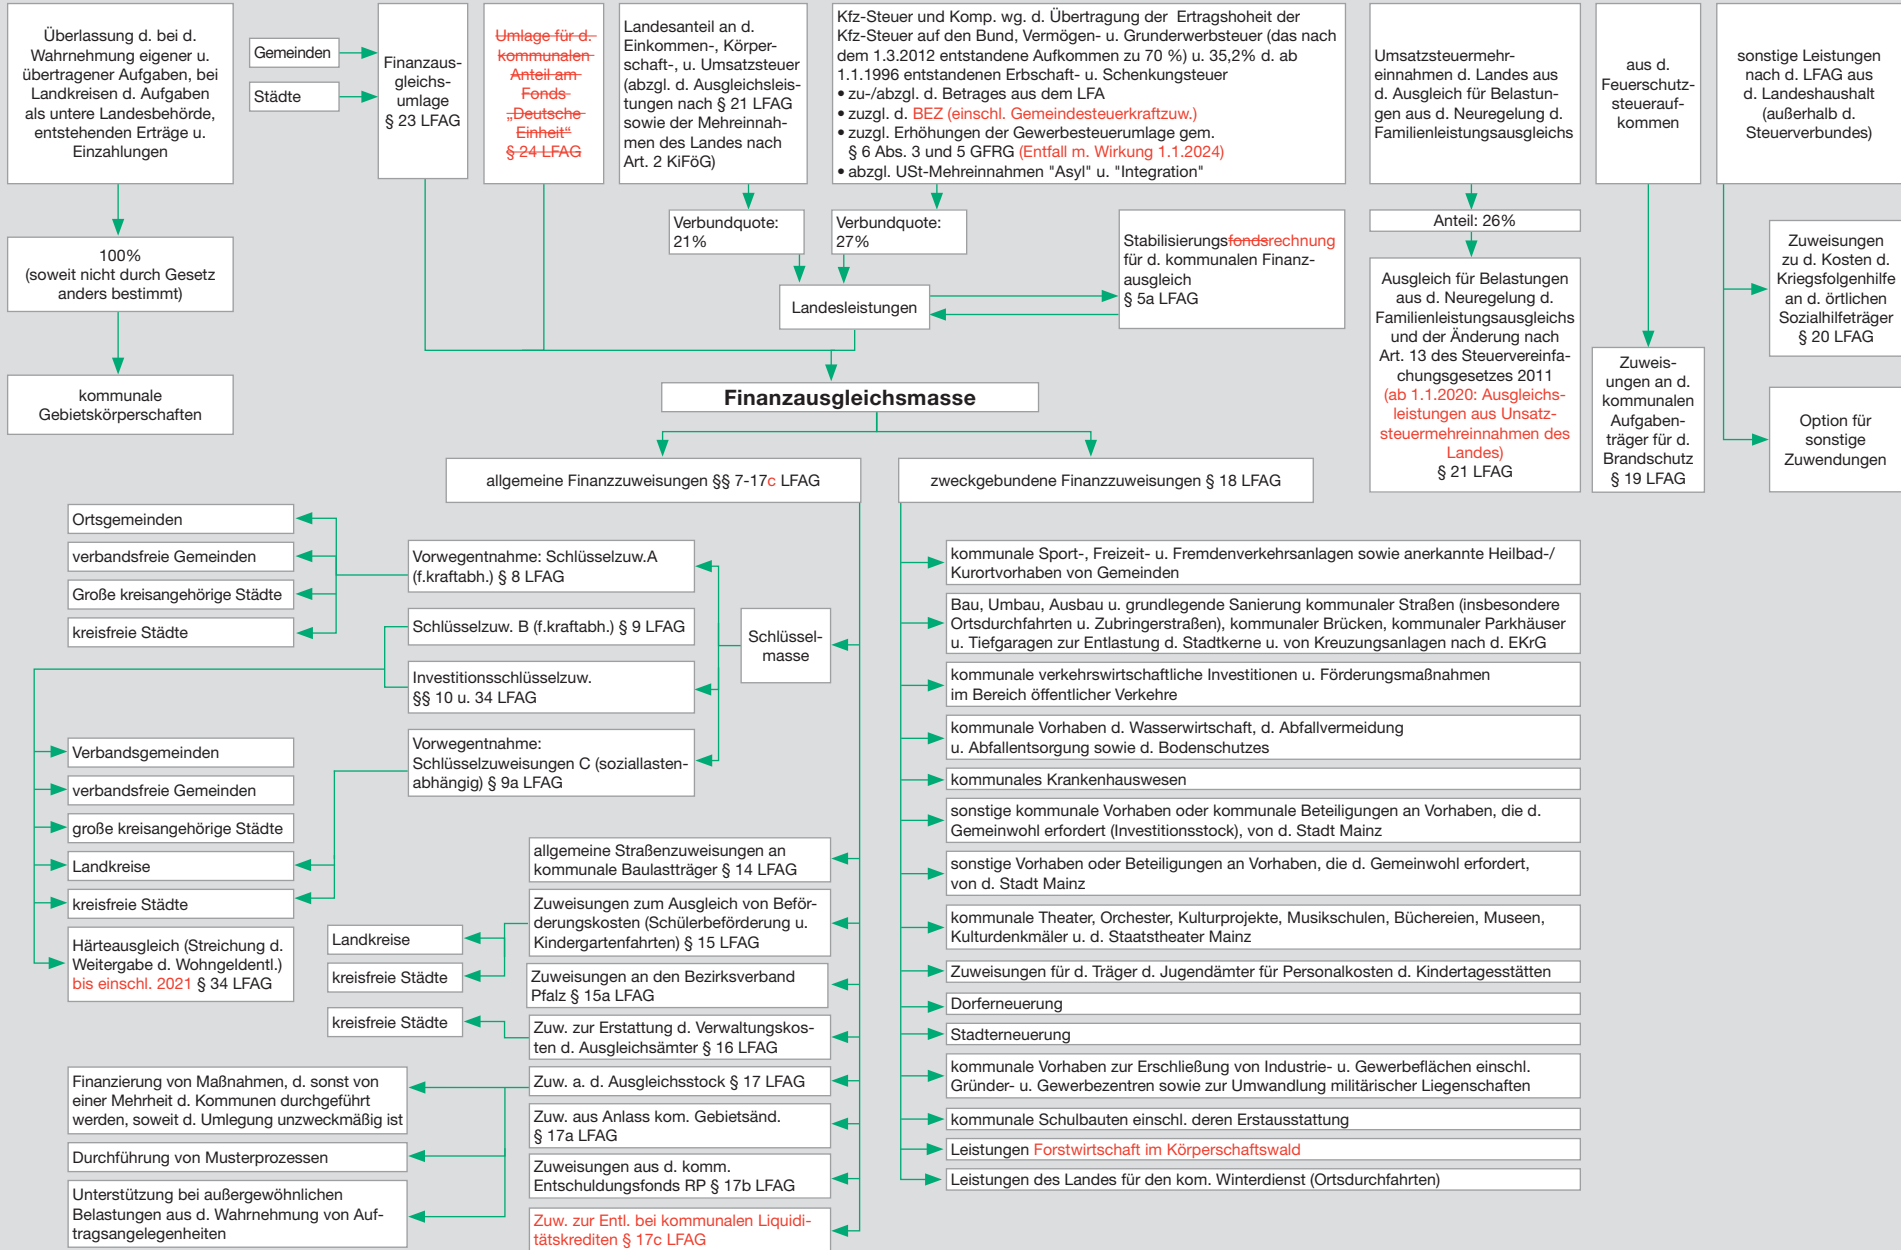 Überlassung d. bei d.
Wahrnehmung eigener u.
übertragener Aufgaben, bei
Landkreisen d. Aufgaben
als untere Landesbehörde,
entstehenden Erträge u.
Einzahlungen
100%
(soweit nicht durch Gesetz
anders bestimmt)
kommunale
Gebietskörperschaften
Gemeinden
Städte
Finanzaus-
gleichs-
umlage
§ 23 LFAG
Umlage für d.
kommunalen
Anteil am
Fonds
„Deutsche
Einheit“
§ 24 LFAG
Landesanteil an d.
Einkommen-, Körper-
schaft-, u. Umsatzsteuer
(abzgl. d. Ausgleichsleis-
tungen nach § 21 LFAG
sowie der Mehreinnah-
men des Landes nach
Art. 2 KiFöG)
Verbundquote:
21%
Kfz-Steuer und Komp. wg. d. Übertragung der Ertragshoheit der
Kfz-Steuer auf den Bund, Vermögen- u. Grunderwerbsteuer (das nach
dem 1.3.2012 entstandene Aufkommen zu 70 %) u. 35,2% d. ab
1.1.1996 entstandenen Erbschaft- u. Schenkungsteuer
• zu-/abzgl. d. Betrages aus dem LFA
• zuzgl. d. BEZ (einschl. Gemeindesteuerkraftzuw.)
• zuzgl. Erhöhungen der Gewerbesteuerumlage gem.
§ 6 Abs. 3 und 5 GFRG (Entfall m. Wirkung 1.1.2024)
• abzgl. USt-Mehreinnahmen "Asyl" u. "Integration"
Verbundquote:
27%
Landesleistungen
Stabilisierungsfondsrechnung
für d. kommunalen Finanz-
ausgleich
§ 5a LFAG
Umsatzsteuermehr-
einnahmen d. Landes aus
d. Ausgleich für Belastun-
gen aus d. Neuregelung d.
Familienleistungsausgleichs
Anteil: 26%
Ausgleich für Belastungen
aus d. Neuregelung d.
Familienleistungsausgleichs
und der Änderung nach
Art. 13 des Steuervereinfa-
chungsgesetzes 2011
(ab 1.1.2020: Ausgleichs-
leistungen aus Unsatz-
steuermehreinnahmen des
Landes)
§ 21 LFAG
aus d.
Feuerschutz-
steuerauf-
kommen
Zuweis-
ungen an d.
kommunalen
Aufgaben-
träger für d.
Brandschutz
§ 19 LFAG
sonstige Leistungen
nach d. LFAG aus
d. Landeshaushalt
(außerhalb d.
Steuerverbundes)
Zuweisungen
zu d. Kosten d.
Kriegsfolgenhilfe
an d. örtlichen
Sozialhilfeträger
§ 20 LFAG
Option für
sonstige
Zuwendungen
Finanzausgleichsmasse
allgemeine Finanzzuweisungen §§ 7-17c LFAG
zweckgebundene Finanzzuweisungen § 18 LFAG
Ortsgemeinden
verbandsfreie Gemeinden
Große kreisangehörige Städte
kreisfreie Städte
Vorwegentnahme: Schlüsselzuw.A
(f.kraftabh.) § 8 LFAG
Schlüsselzuw. B (f.kraftabh.) § 9 LFAG
Investitionsschlüsselzuw.
§§ 10 u. 34 LFAG
Vorwegentnahme:
Schlüsselzuweisungen C (soziallasten-
abhängig) § 9a LFAG
Schlüssel-
masse
Verbandsgemeinden
verbandsfreie Gemeinden
große kreisangehörige Städte
Landkreise
kreisfreie Städte
Härteausgleich (Streichung d.
Weitergabe d. Wohngeldentl.)
bis einschl. 2021 § 34 LFAG
allgemeine Straßenzuweisungen an
kommunale Baulastträger § 14 LFAG
Zuweisungen zum Ausgleich von Beför-
derungskosten (Schülerbeförderung u.
Kindergartenfahrten) § 15 LFAG
Landkreise
kreisfreie Städte
Zuweisungen an den Bezirksverband
Pfalz § 15a LFAG
kreisfreie Städte
Zuw. zur Erstattung d. Verwaltungskos-
ten d. Ausgleichsämter § 16 LFAG
Zuw. a. d. Ausgleichsstock § 17 LFAG
Finanzierung von Maßnahmen, d. sonst von
einer Mehrheit d. Kommunen durchgeführt
werden, soweit d. Umlegung unzweckmäßig ist
Durchführung von Musterprozessen
Unterstützung bei außergewöhnlichen
Belastungen aus d. Wahrnehmung von Auf-
tragsangelegenheiten
Zuw. aus Anlass kom. Gebietsänd.
§ 17a LFAG
Zuweisungen aus d. komm.
Entschuldungsfonds RP § 17b LFAG
Zuw. zur Entl. bei kommunalen Liquidi-
tätskrediten § 17c LFAG
kommunale Sport-, Freizeit- u. Fremdenverkehrsanlagen sowie anerkannte Heilbad-/
Kurortvorhaben von Gemeinden
Bau, Umbau, Ausbau u. grundlegende Sanierung kommunaler Straßen (insbesondere
Ortsdurchfahrten u. Zubringerstraßen), kommunaler Brücken, kommunaler Parkhäuser
u. Tiefgaragen zur Entlastung d. Stadtkerne u. von Kreuzungsanlagen nach d. EKrG
kommunale verkehrswirtschaftliche Investitionen u. Förderungsmaßnahmen
im Bereich öffentlicher Verkehre
kommunale Vorhaben d. Wasserwirtschaft, d. Abfallvermeidung
u. Abfallentsorgung sowie d. Bodenschutzes
kommunales Krankenhauswesen
sonstige kommunale Vorhaben oder kommunale Beteiligungen an Vorhaben, die d.
Gemeinwohl erfordert (Investitionsstock), von d. Stadt Mainz
sonstige Vorhaben oder Beteiligungen an Vorhaben, die d. Gemeinwohl erfordert,
von d. Stadt Mainz
kommunale Theater, Orchester, Kulturprojekte, Musikschulen, Büchereien, Museen,
Kulturdenkmäler u. d. Staatstheater Mainz
Zuweisungen für d. Träger d. Jugendämter für Personalkosten d. Kindertagesstätten
Dorferneuerung
Stadterneuerung
kommunale Vorhaben zur Erschließung von Industrie- u. Gewerbeflächen einschl.
Gründer- u. Gewerbezentren sowie zur Umwandlung militärischer Liegenschaften
kommunale Schulbauten einschl. deren Erstausstattung
Leistungen Forstwirtschaft im Körperschaftswald
Leistungen des Landes für den kom. Winterdienst (Ortsdurchfahrten)